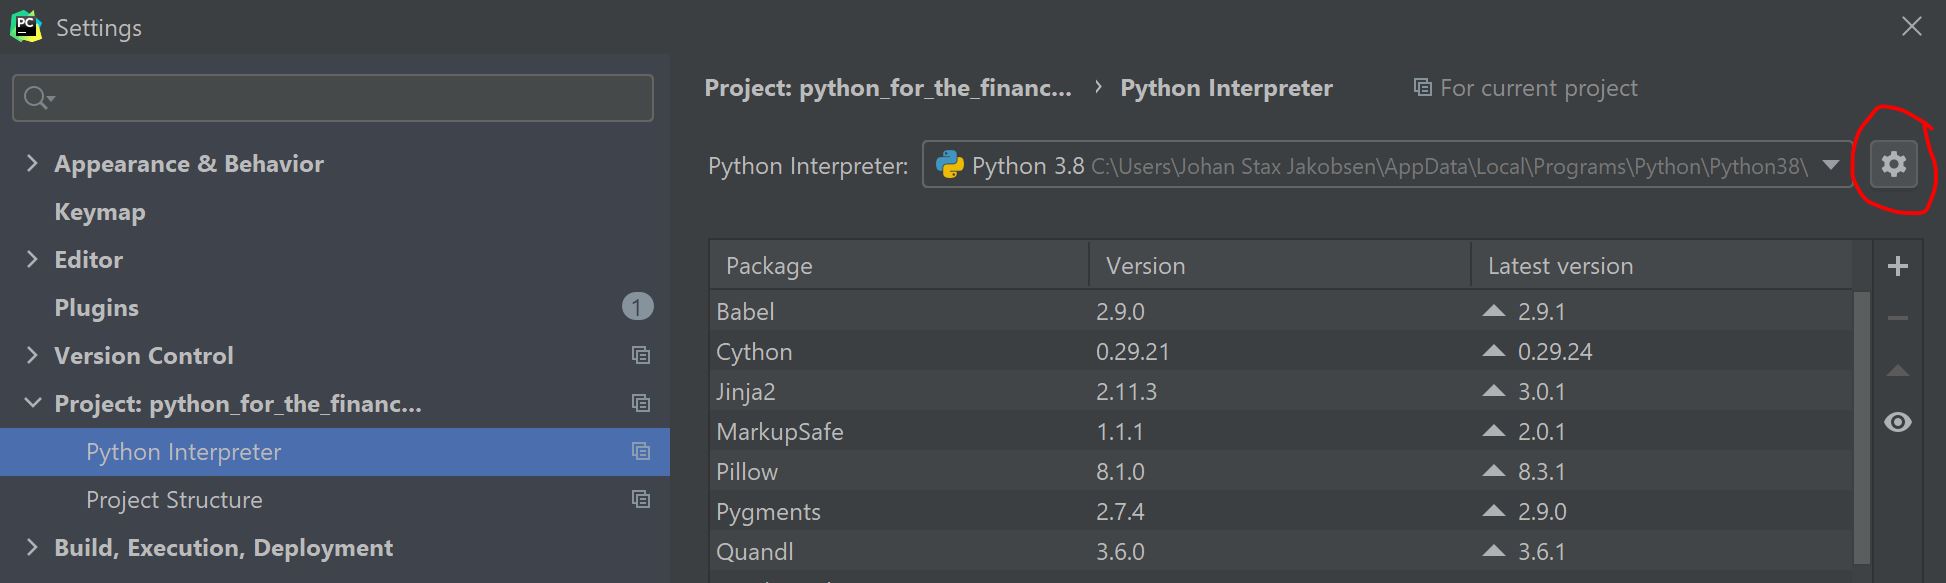 PC
Settings
Appearance & Behavior
Keymap
Editor
Plugins 1
Version Control
Project: python_for_the_financ...
Python Interpreter
Project Structure
Build, Execution, Deployment
Project: python_for_the_financ... › Python Interpreter For current project
Python Interpreter: Python 3.8 C:\Users\Johan Stax Jakobsen\AppData\Local\Programs\Python\Python38\
Package Version Latest version
Babel 2.9.0 2.9.1
Cython 0.29.21 0.29.24
Jinja2 2.11.3 3.0.1
MarkupSafe 1.1.1 2.0.1
Pillow 8.1.0 8.3.1
Pygments 2.7.4 2.9.0
Quandl 3.6.0 3.6.1